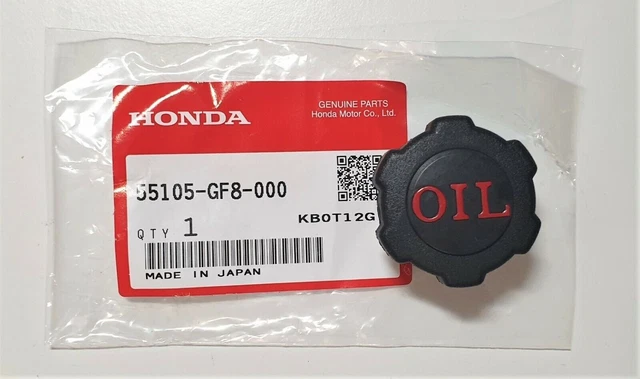 HONDA
GENUINE PARTS
Honda Motor Co., Ltd.
55105-GF8-000
KB0T12G
QTY 1
MADE IN JAPAN
OIL